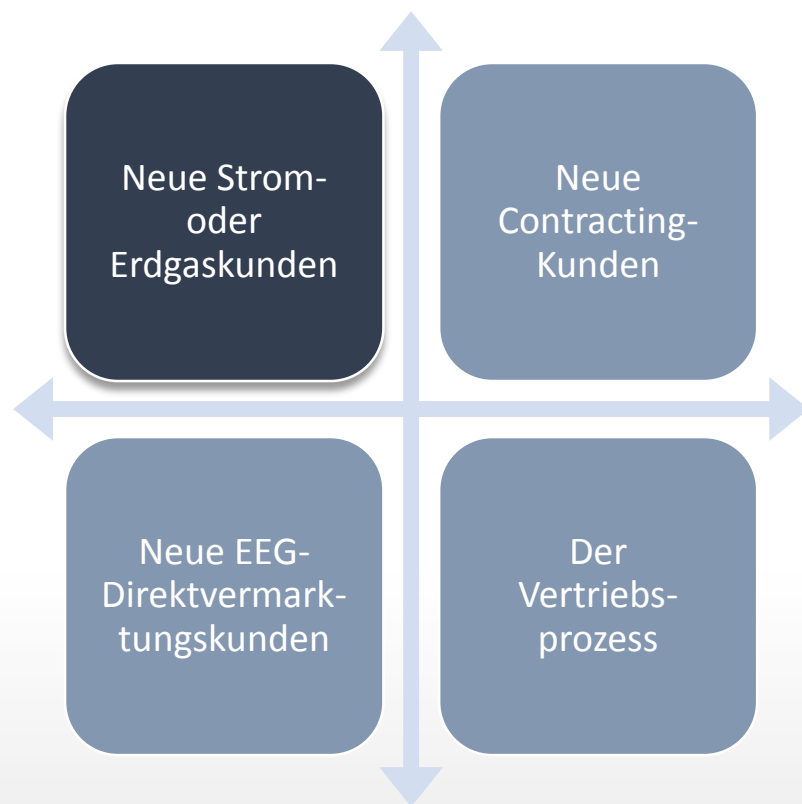 Neue Strom-
oder
Erdgaskunden
Neue
Contracting-
Kunden
Neue EEG-
Direktvermark-
tungskunden
Der
Vertriebs-
prozess